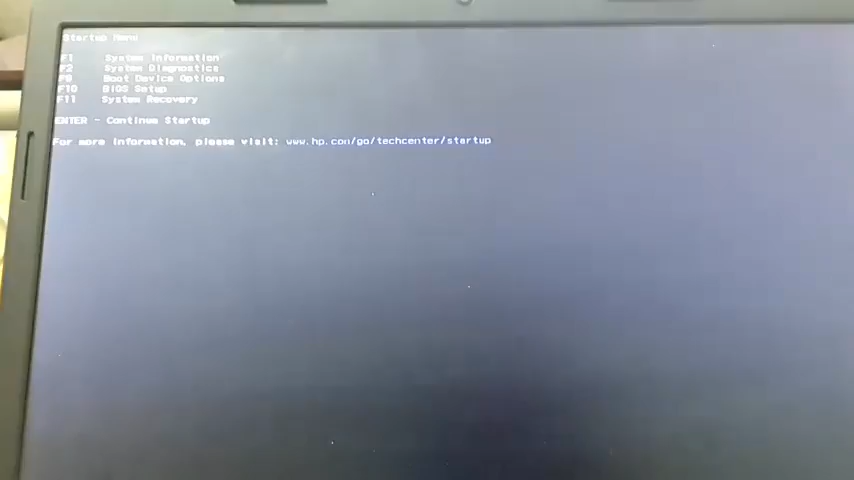 Startup Menu
F1 System Information
F2 System Diagnostics
F9 Boot Device Options
F10 BIOS Setup
F11 System Recovery
ENTER - Continue Startup
For more information, please visit: www.hp.com/go/techcenter/startup